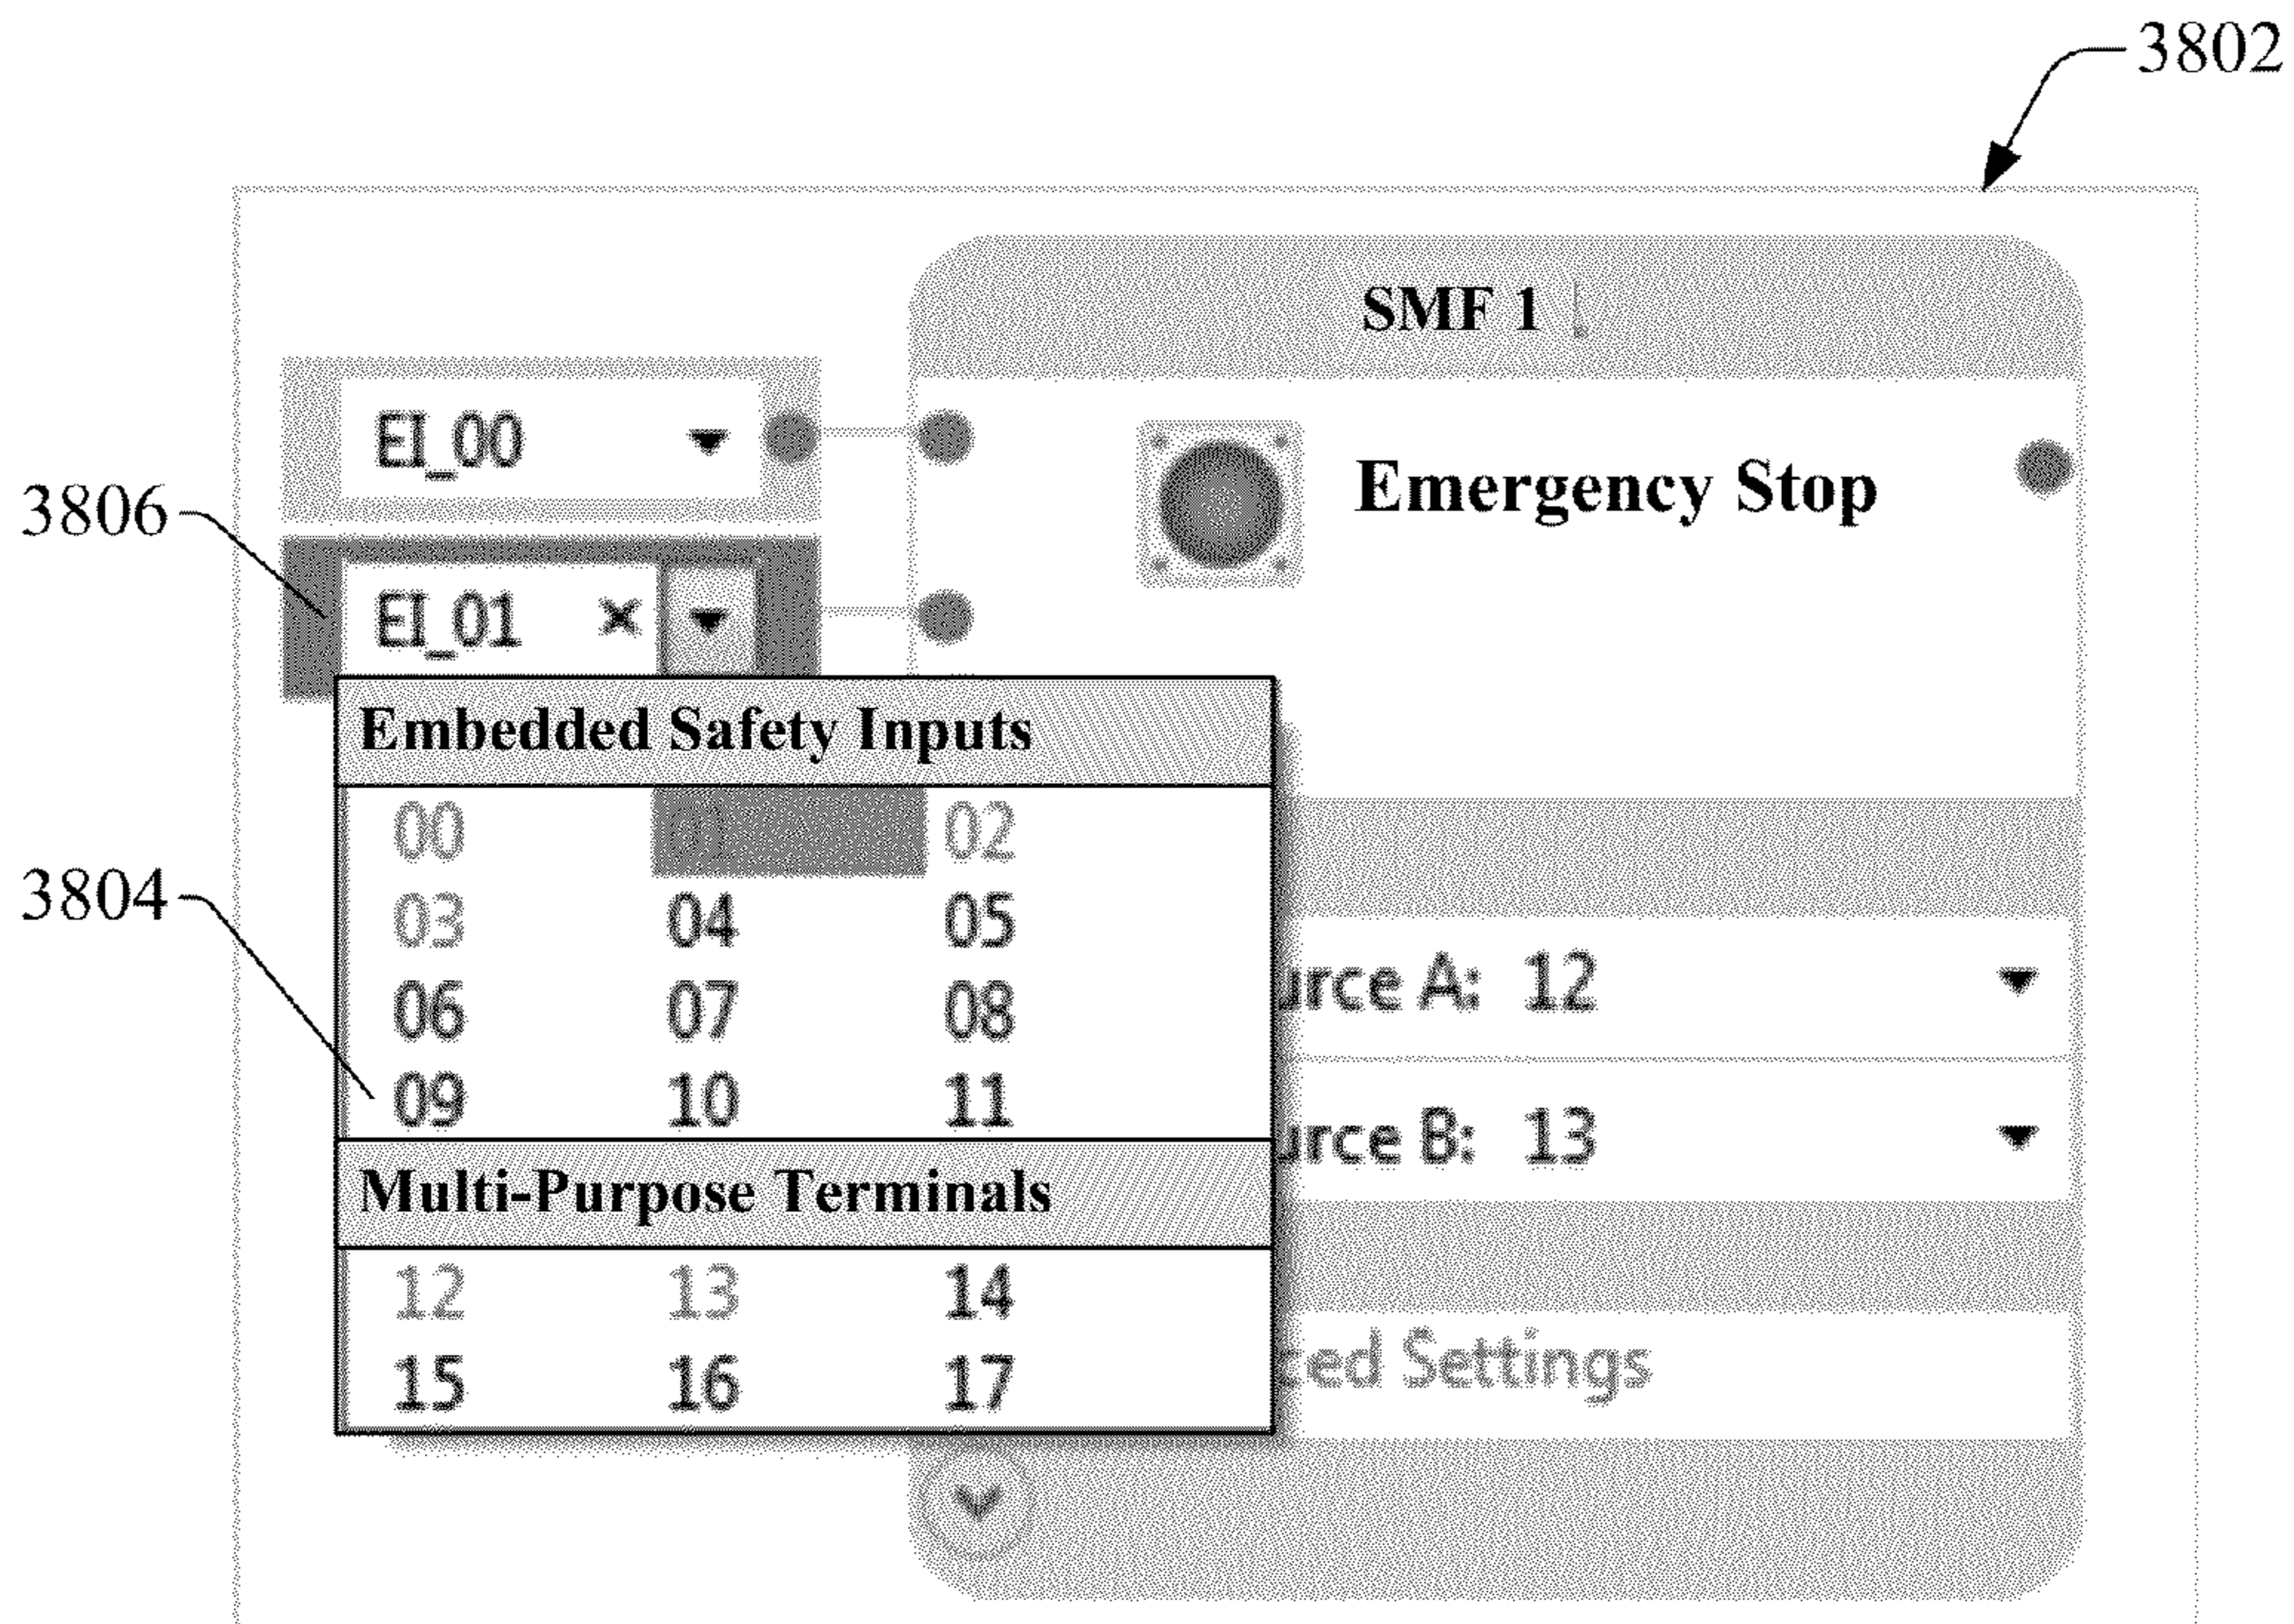 3802
SMF 1
EI_00
Emergency Stop
3806
EI_01
Embedded Safety Inputs
00 01 02
3804
03 04 05
06 07 08
09 10 11
urce A: 12
urce B: 13
Multi-Purpose Terminals
12 13 14
15 16 17
ced Settings